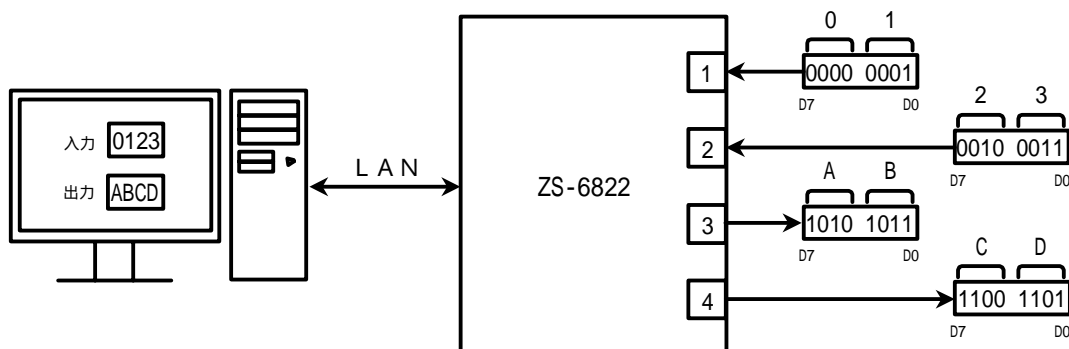 入力 0123
出力 ABCD
LAN
ZS-6822
0 1
1 0000 0001
D7 D0
2 3
2 0010 0011
D7 D0
A B
3 1010 1011
D7 D0
C D
4 1100 1101
D7 D0